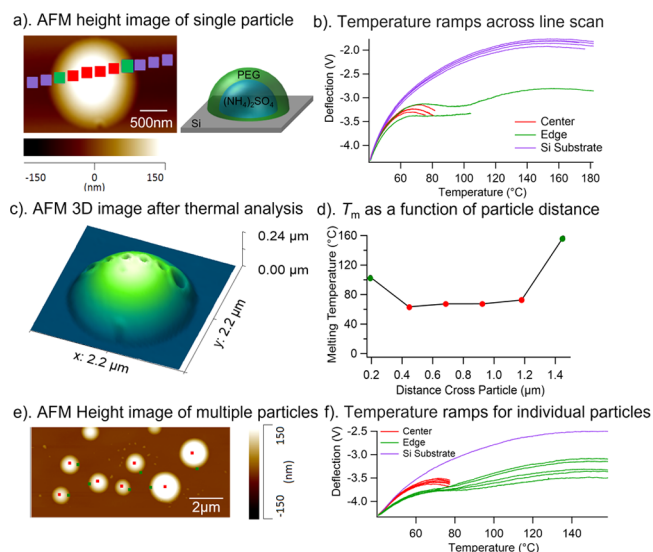 a). AFM height image of single particle
PEG
(NH₄)₂SO₄
Si
500nm
-150 0 150
(nm)
b). Temperature ramps across line scan
Deflection (V)
-2.0
-2.5
-3.0
-3.5
-4.0
Center
Edge
Si Substrate
60 80 100 120 140 160 180
Temperature (°C)
c). AFM 3D image after thermal analysis
0.24 µm
0.00 µm
x: 2.2 µm
y: 2.2 µm
d). Tm as a function of particle distance
Melting Temperature (°C)
160
120
80
40
0
0.2 0.4 0.6 0.8 1.0 1.2 1.4
Distance Cross Particle (µm)
e). AFM Height image of multiple particles
2µm
150
-150
(nm)
f). Temperature ramps for individual particles
Deflection (V)
-2.5
-3.0
-3.5
-4.0
Center
Edge
Si Substrate
40 60 80 100 120 140
Temperature (°C)